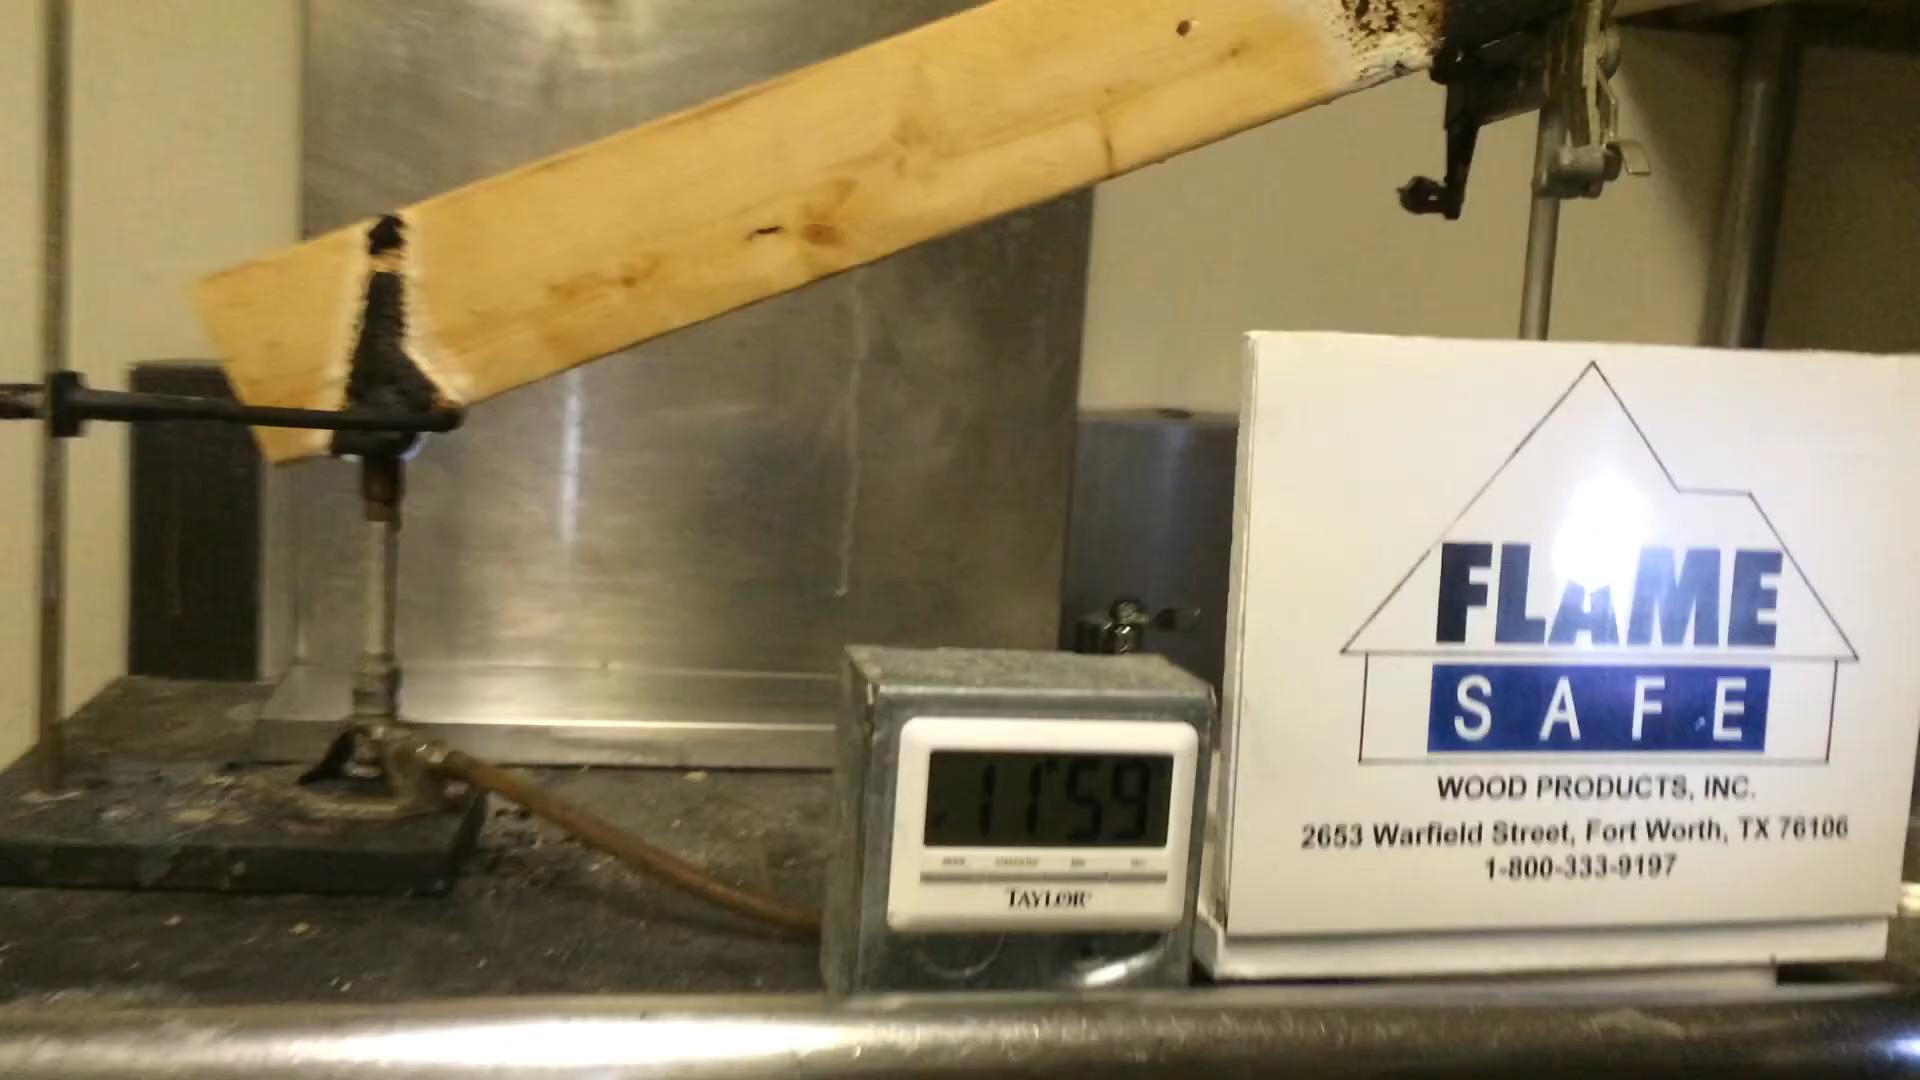 FLAME
SAFE
WOOD PRODUCTS, INC.
2653 Warfield Street, Fort Worth, TX 76106
1-800-333-9197
11'59
TAYLOR